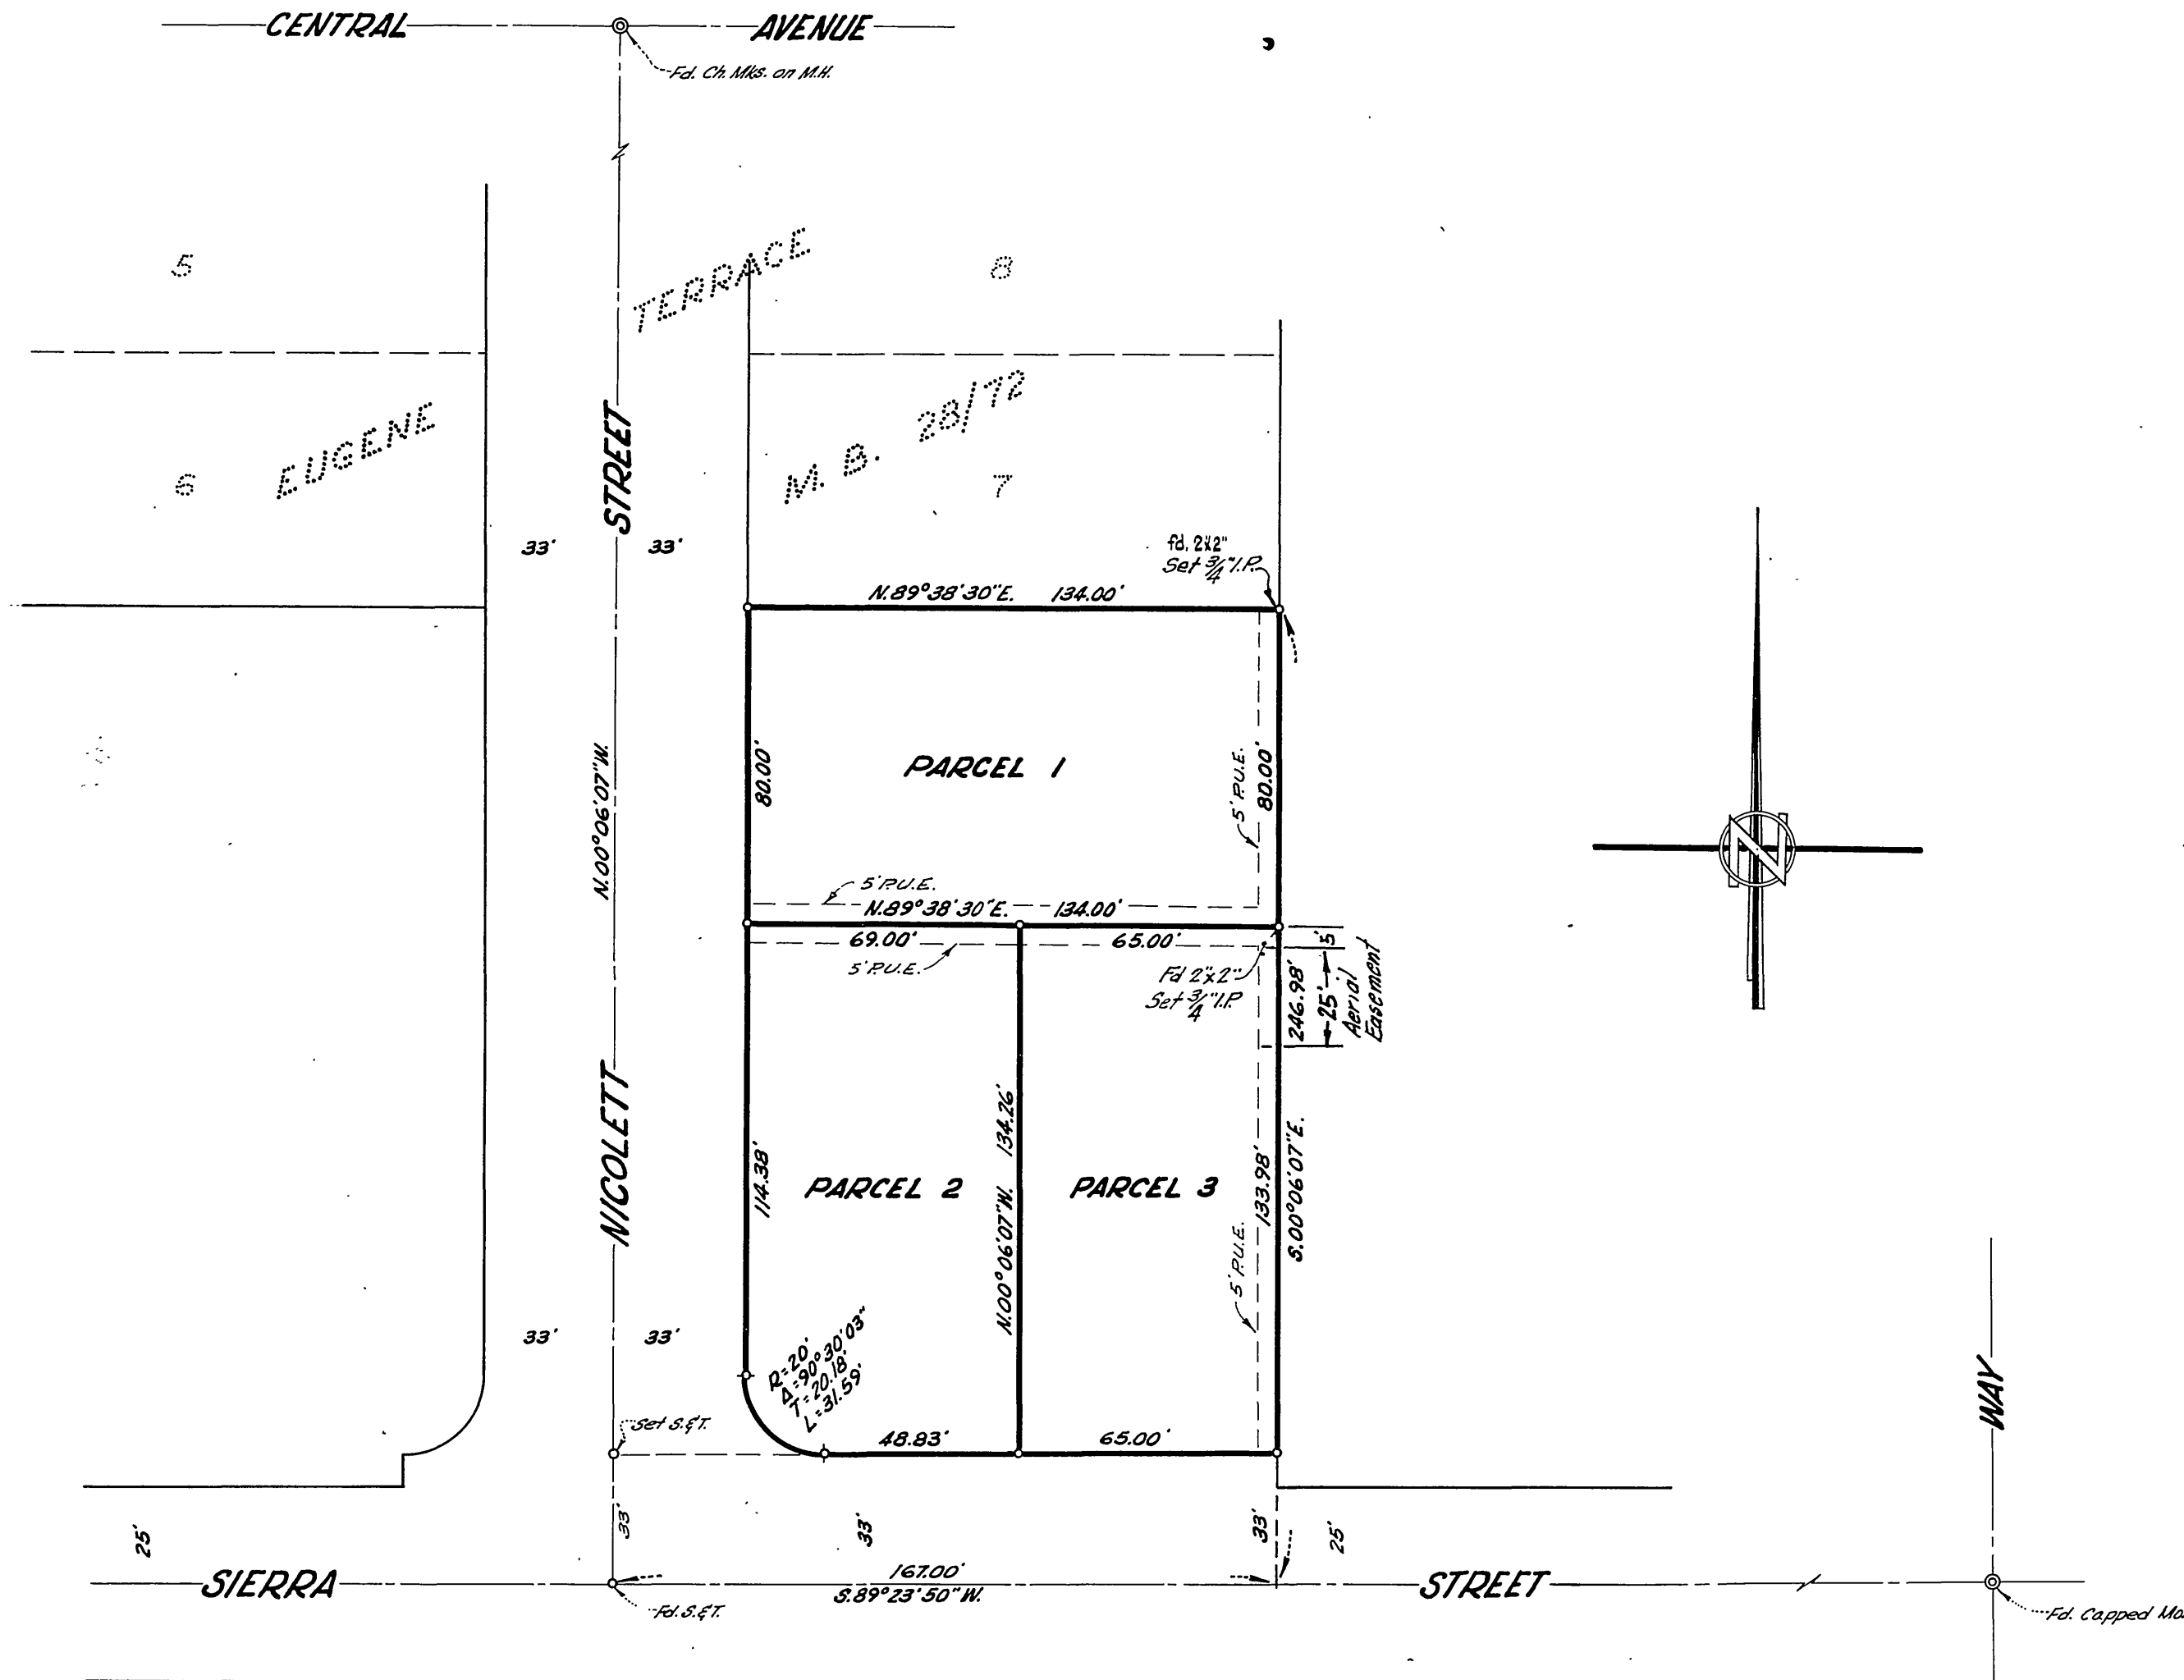 CENTRAL AVENUE
Fd. Ch. Mks. on M.H.
5
TERRACE
8
EUGENE
M. B. 28/72
6
7
STREET
33'
33'
fd. 2"x2"
Set 3/4" I.P.
N.89°38'30"E. 134.00'
N.00°06'07"W.
80.00'
PARCEL 1
5' P.U.E.
80.00'
5' P.U.E.
N.89°38'30"E. 134.00'
69.00'
65.00'
5' P.U.E.
Fd 2"x2"
Set 3/4" I.P.
5'
246.98'
25'
Aerial
Easement
NICOLETT
114.38'
PARCEL 2
N.00°06'07"W. 134.26'
PARCEL 3
133.98'
S.00°06'07"E.
5' P.U.E.
33'
33'
R=20'
Δ=90°30'03"
T=20.18'
L=31.59'
Set S.&T.
48.83'
65.00'
WAY
N
25'
33'
33'
33'
25'
167.00'
SIERRA STREET
S.89°23'50"W.
Fd. S.&T.
Fd. Capped